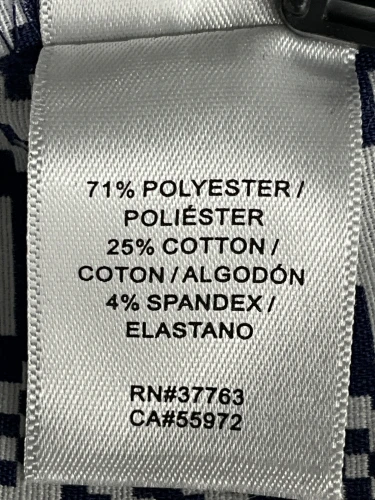 71% POLYESTER /
POLIÉSTER
25% COTTON /
COTON / ALGODÓN
4% SPANDEX /
ELASTANO
RN#37763
CA#55972